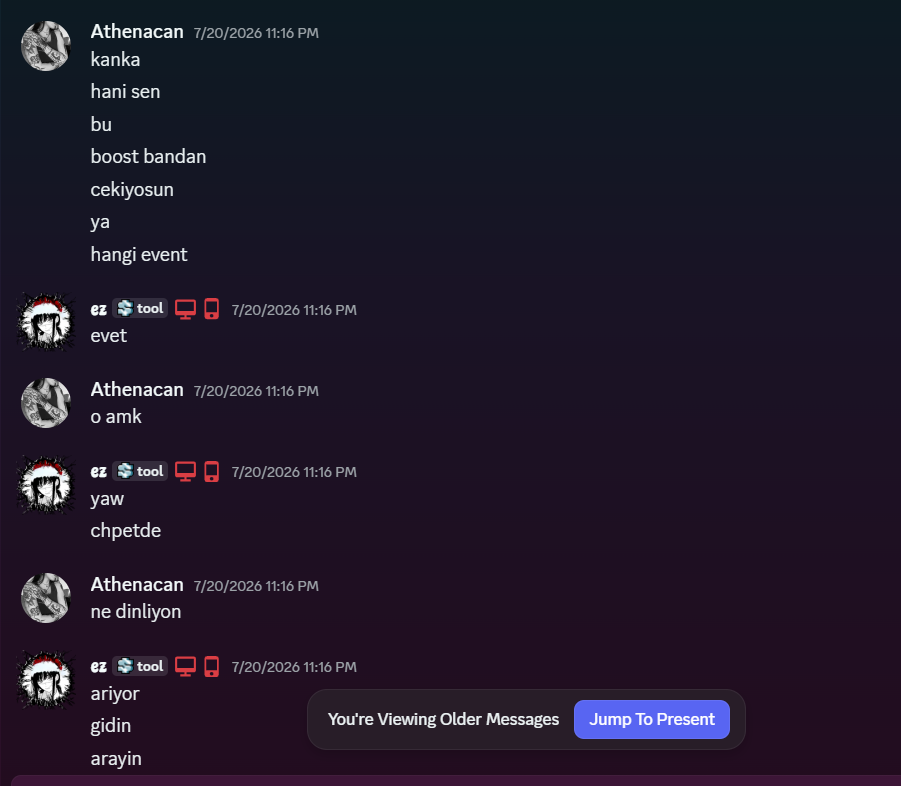 Athenacan 7/20/2026 11:16 PM
kanka
hani sen
bu
boost bandan
cekiyosun
ya
hangi event
ez tool 7/20/2026 11:16 PM
evet
Athenacan 7/20/2026 11:16 PM
o amk
ez tool 7/20/2026 11:16 PM
yaw
chpetde
Athenacan 7/20/2026 11:16 PM
ne dinliyon
ez tool 7/20/2026 11:16 PM
ariyor
gidin
arayin
You're Viewing Older Messages Jump To Present